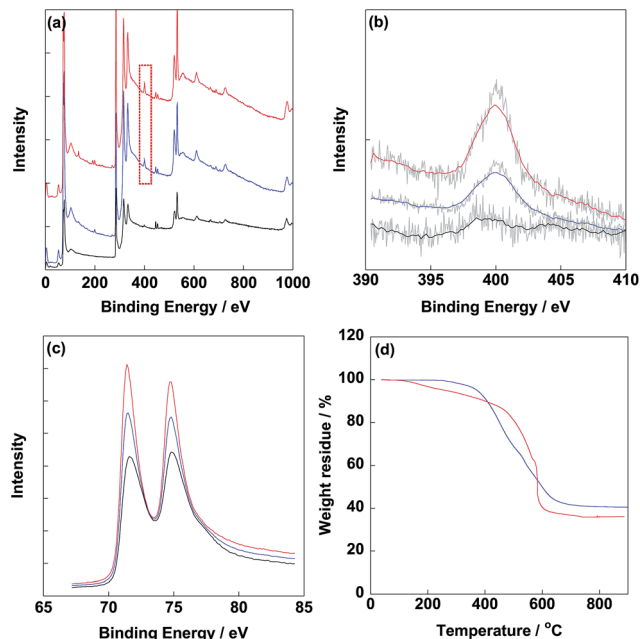 (a)
Intensity
0 200 400 600 800 1000
Binding Energy / eV
(b)
Intensity
390 395 400 405 410
Binding Energy / eV
(c)
Intensity
65 70 75 80 85
Binding Energy / eV
(d)
Weight residue / %
120
100
80
60
40
20
0
0 200 400 600 800
Temperature / °C